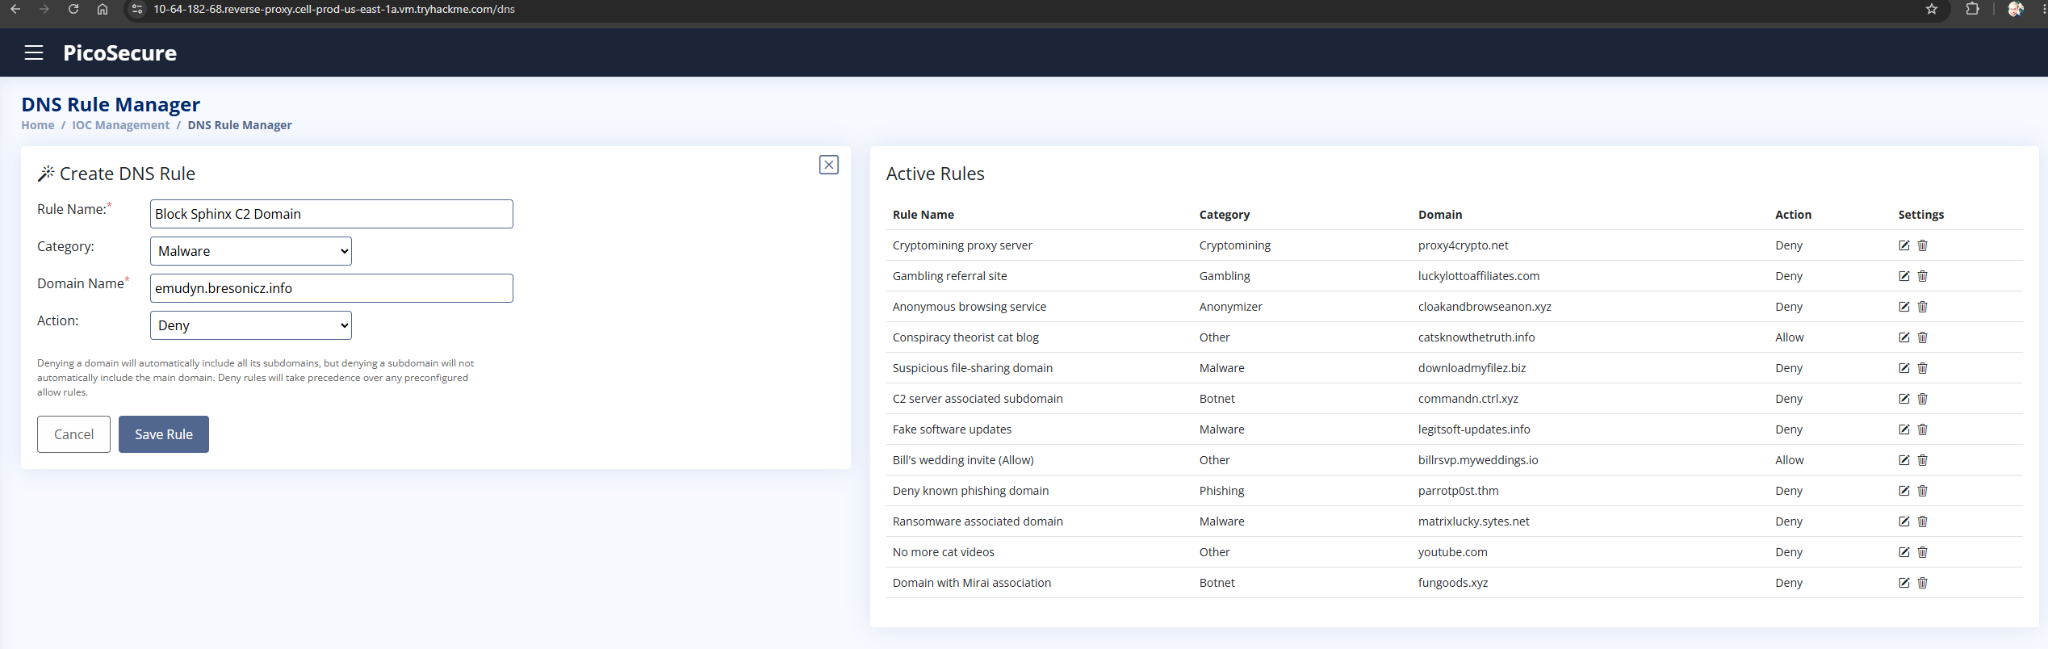 10-64-182-68.reverse-proxy.cell-prod-us-east-1a.vm.tryhackme.com/dns
PicoSecure
DNS Rule Manager
Home / IOC Management / DNS Rule Manager
Create DNS Rule
Rule Name:* Block Sphinx C2 Domain
Category: Malware
Domain Name* emudyn.bresonicz.info
Action: Deny
Denying a domain will automatically include all its subdomains, but denying a subdomain will not
automatically include the main domain. Deny rules will take precedence over any preconfigured
allow rules.
Cancel Save Rule
Active Rules
Rule Name Category Domain Action Settings
Cryptomining proxy server Cryptomining proxy4crypto.net Deny
Gambling referral site Gambling luckylottoaffiliates.com Deny
Anonymous browsing service Anonymizer cloakandbrowseanon.xyz Deny
Conspiracy theorist cat blog Other catsknowthetruth.info Allow
Suspicious file-sharing domain Malware downloadmyfilez.biz Deny
C2 server associated subdomain Botnet commandn.ctrl.xyz Deny
Fake software updates Malware legitsoft-updates.info Deny
Bill's wedding invite (Allow) Other billrsvp.myweddings.io Allow
Deny known phishing domain Phishing parrotp0st.thm Deny
Ransomware associated domain Malware matrixlucky.sytes.net Deny
No more cat videos Other youtube.com Deny
Domain with Mirai association Botnet fungoods.xyz Deny